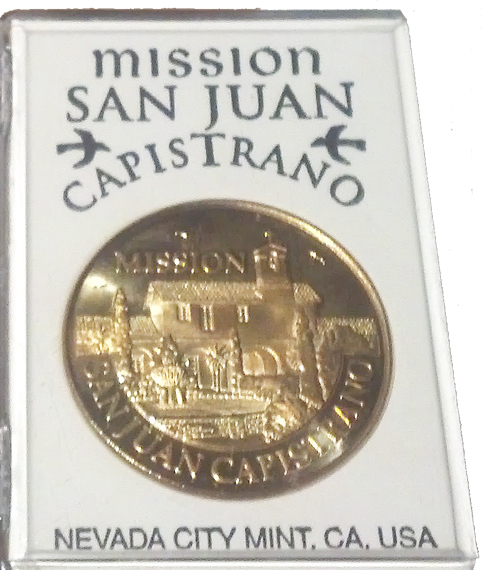 mission
SAN JUAN
CAPISTRANO
MISSION
SAN JUAN CAPISTRANO
NEVADA CITY MINT, CA, USA